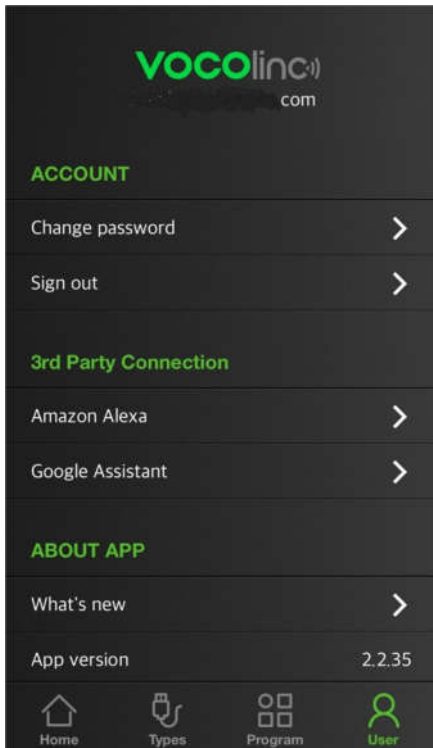 VOCOlinc
com
ACCOUNT
Change password
Sign out
3rd Party Connection
Amazon Alexa
Google Assistant
ABOUT APP
What's new
App version 2.2.35
Home Types Program User